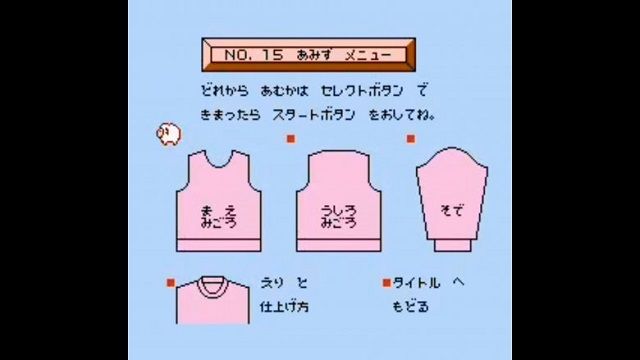 NO. 15 あみず メニュー
どれから あむかは セレクトボタン で
きまったら スタートボタン をおしてね。
まえ
みごろ
うしろ
みごろ
そで
えり と
仕上げ方
タイトル へ
もどる